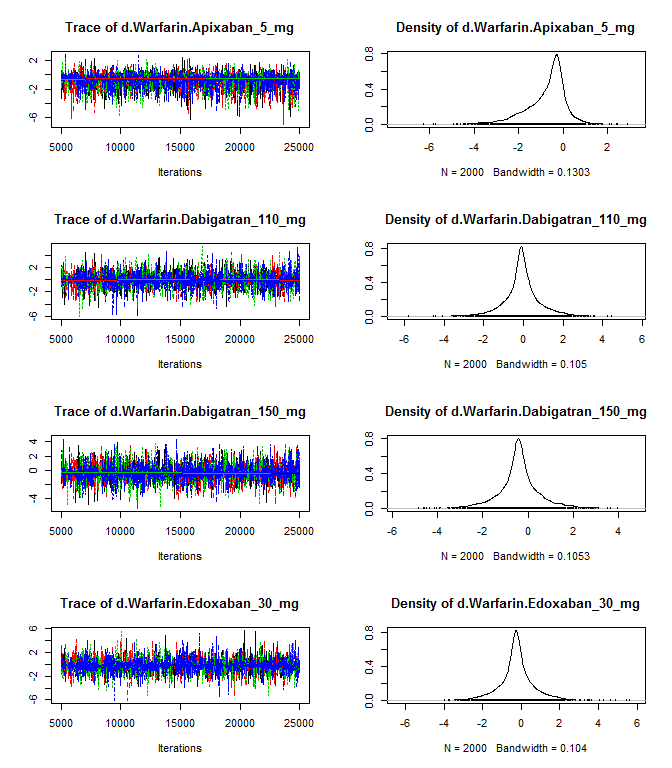 Trace of d.Warfarin.Apixaban_5_mg
2
-2
-6
5000 10000 15000 20000 25000
Iterations
Density of d.Warfarin.Apixaban_5_mg
0.8
0.4
0.0
-6 -4 -2 0 2
N = 2000 Bandwidth = 0.1303
Trace of d.Warfarin.Dabigatran_110_mg
2
-2
-6
5000 10000 15000 20000 25000
Iterations
Density of d.Warfarin.Dabigatran_110_mg
0.8
0.4
0.0
-6 -4 -2 0 2 4 6
N = 2000 Bandwidth = 0.105
Trace of d.Warfarin.Dabigatran_150_mg
4
2
0
-4
5000 10000 15000 20000 25000
Iterations
Density of d.Warfarin.Dabigatran_150_mg
0.8
0.4
0.0
-6 -4 -2 0 2 4
N = 2000 Bandwidth = 0.1053
Trace of d.Warfarin.Edoxaban_30_mg
6
2
-2
-6
5000 10000 15000 20000 25000
Iterations
Density of d.Warfarin.Edoxaban_30_mg
0.8
0.4
0.0
-6 -4 -2 0 2 4 6
N = 2000 Bandwidth = 0.104